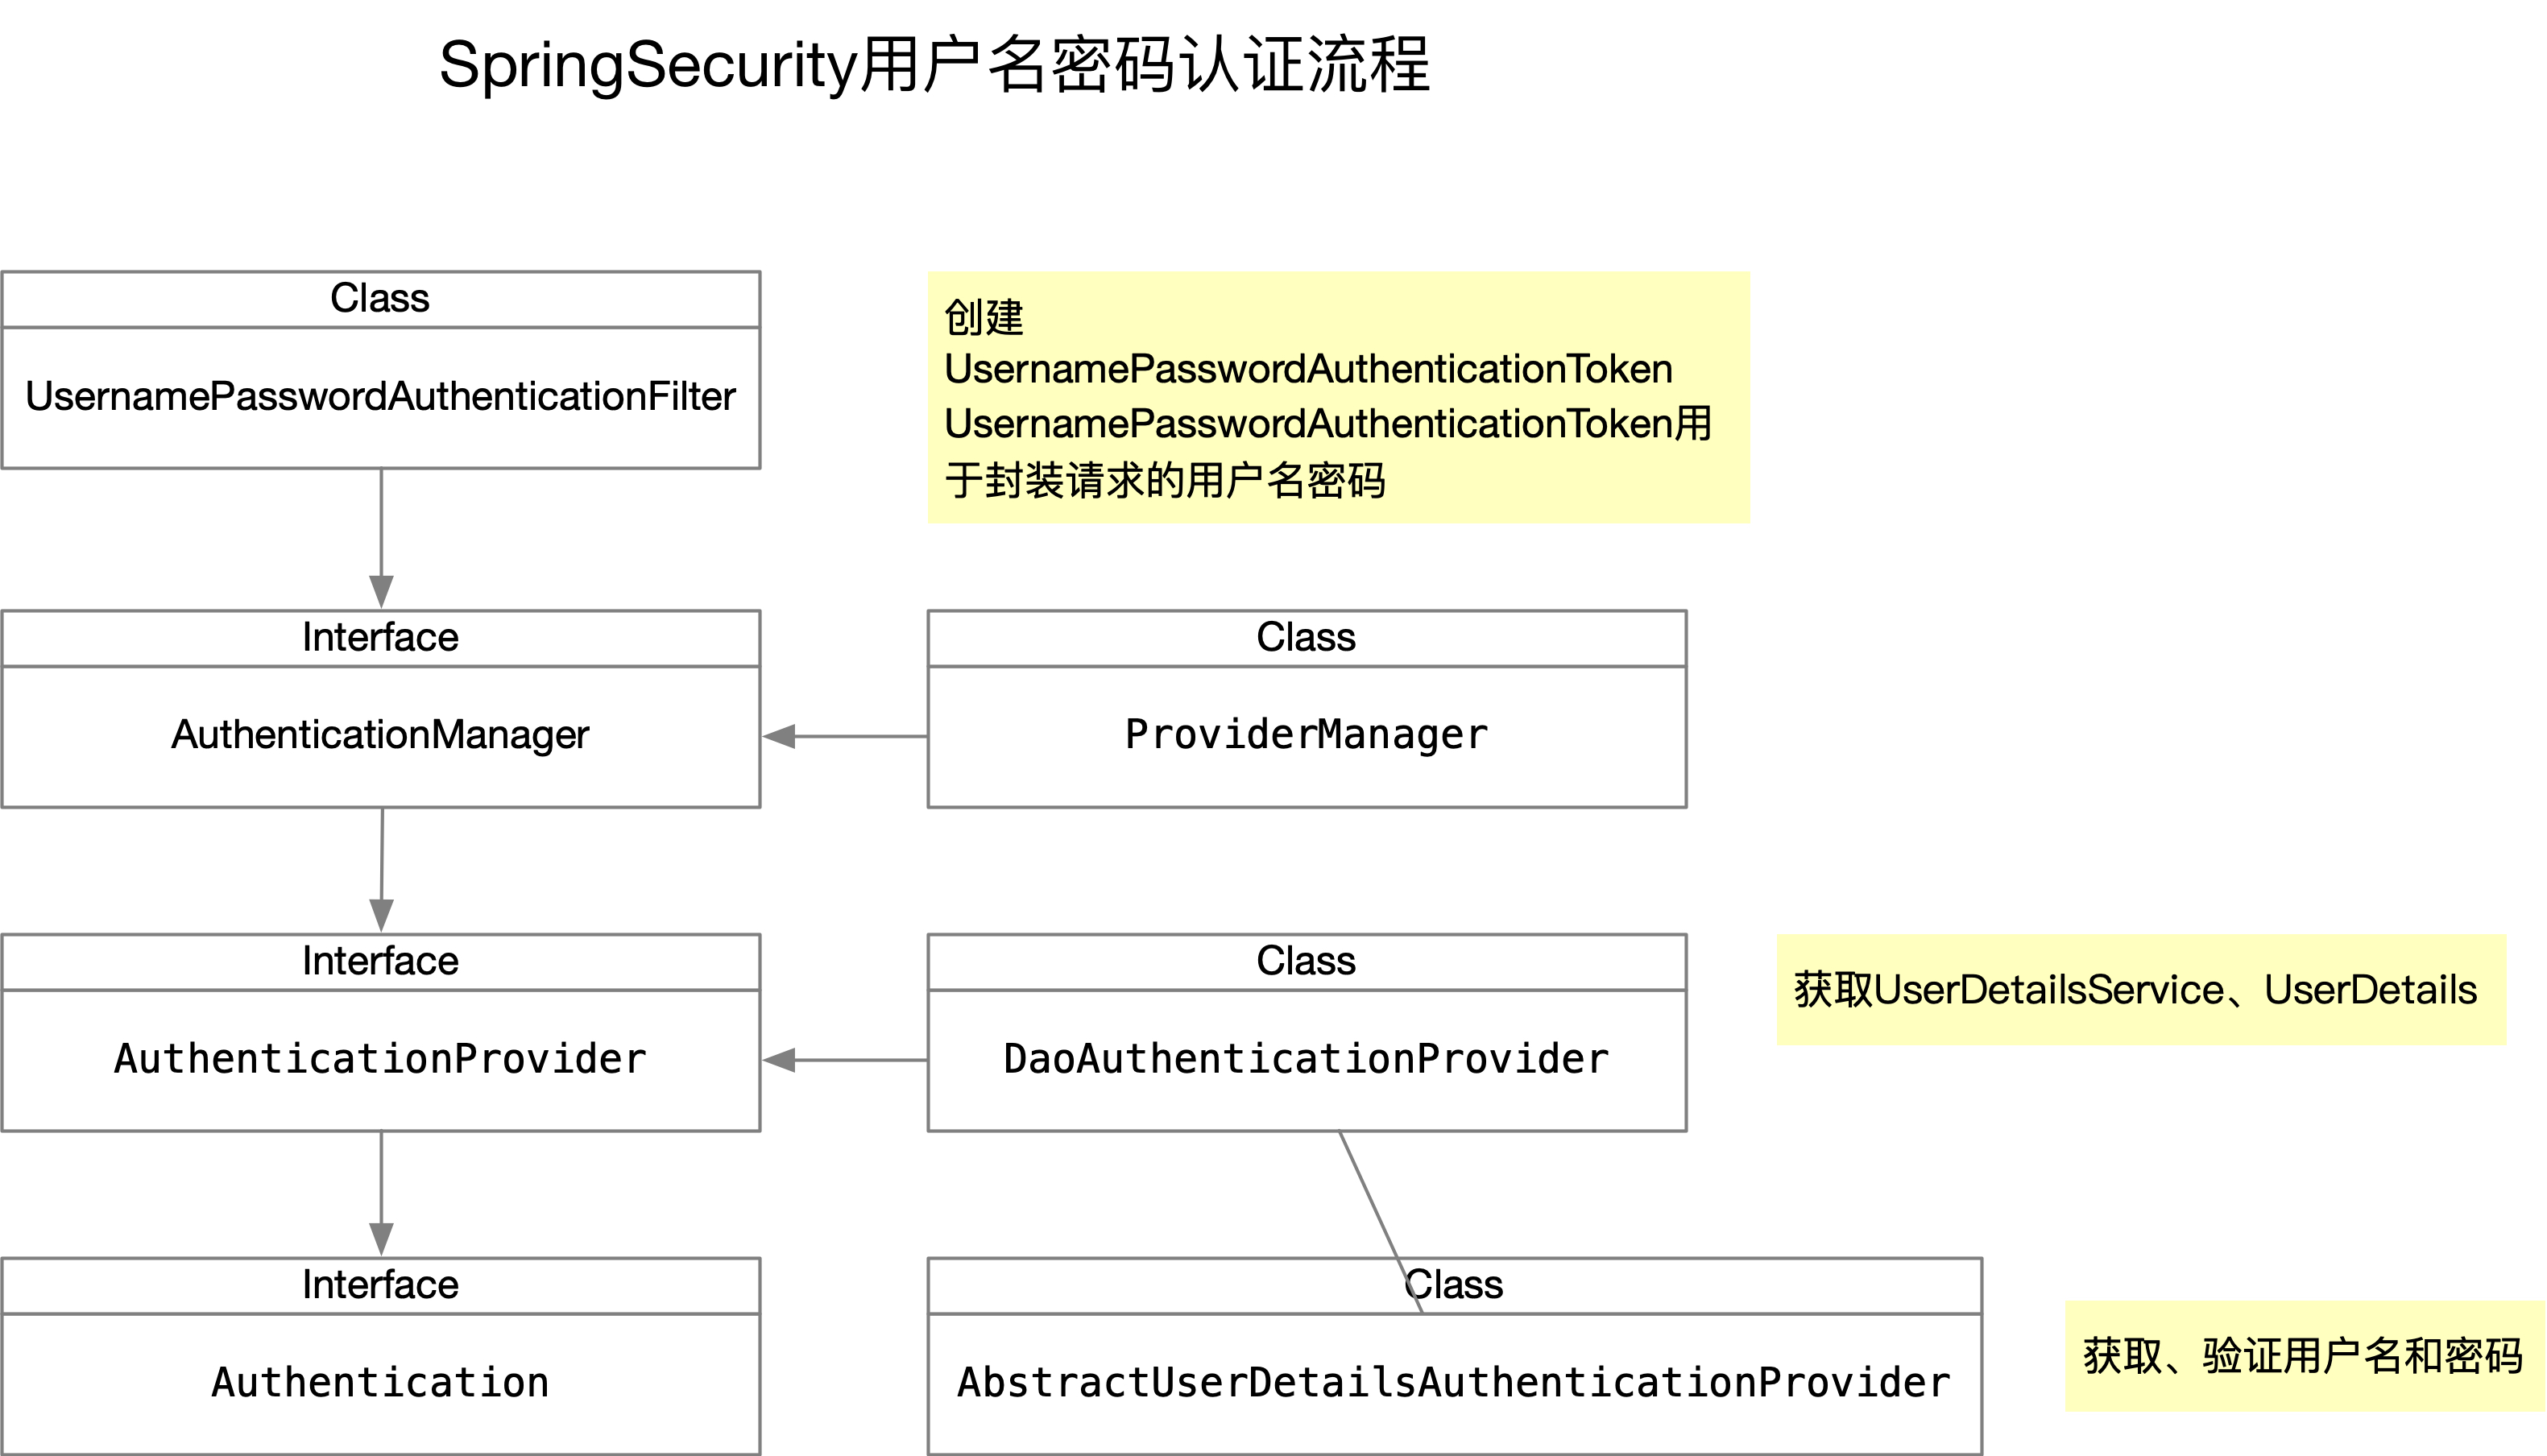 SpringSecurity用户名密码认证流程
Class
UsernamePasswordAuthenticationFilter
创建
UsernamePasswordAuthenticationToken
UsernamePasswordAuthenticationToken用
于封装请求的用户名密码
Interface
AuthenticationManager
Class
ProviderManager
Interface
AuthenticationProvider
Class
DaoAuthenticationProvider
获取UserDetailsService、UserDetails
Interface
Authentication
Class
AbstractUserDetailsAuthenticationProvider
获取、验证用户名和密码